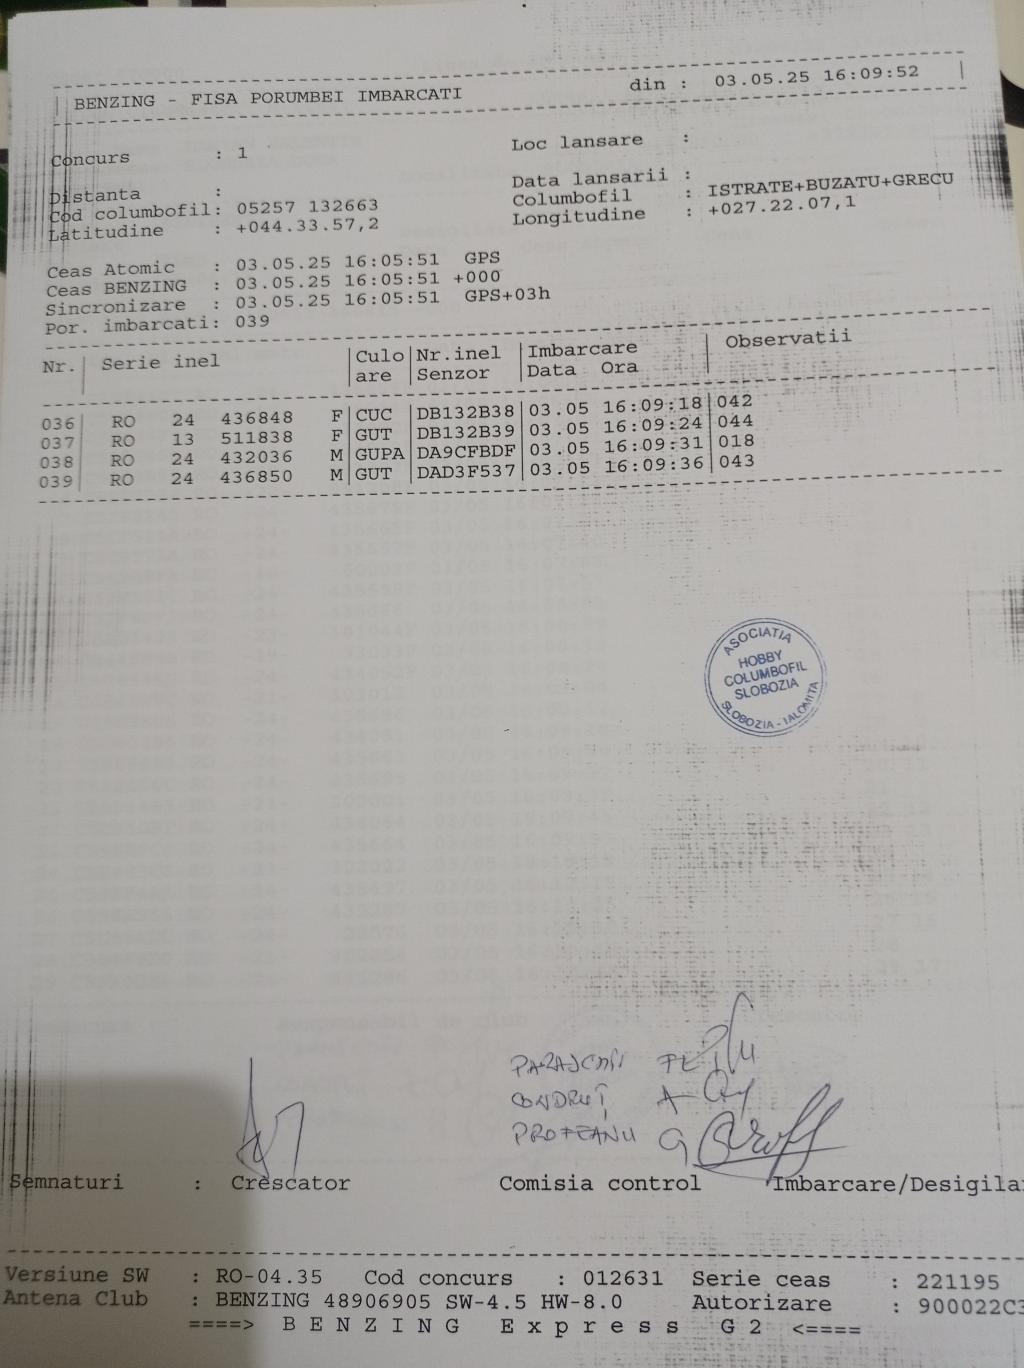 BENZING - FISA PORUMBEI IMBARCATI din : 03.05.25 16:09:52
Concurs : 1 Loc lansare :
Distanta : Data lansarii :
Cod columbofil: 05257 132663 Columbofil : ISTRATE+BUZATU+GRECU
Latitudine : +044.33.57,2 Longitudine : +027.22.07,1
Ceas Atomic : 03.05.25 16:05:51 GPS
Ceas BENZING : 03.05.25 16:05:51 +000
Sincronizare : 03.05.25 16:05:51 GPS+03h
Por. imbarcati: 039
Nr. Serie inel Culo Nr.inel Imbarcare Observatii
are Senzor Data Ora
036 RO 24 436848 F CUC DB132B38 03.05 16:09:18 042
037 RO 13 511838 F GUT DB132B39 03.05 16:09:24 044
038 RO 24 432036 M GUPA DA9CFBDF 03.05 16:09:31 018
039 RO 24 436850 M GUT DAD3F537 03.05 16:09:36 043
ASOCIATIA
HOBBY
COLUMBOFIL
SLOBOZIA
SLOBOZIA - IALOMITA
CONDRUȚ A
PROFEANU G
Semnaturi : Crescator Comisia control Imbarcare/Desigila
Versiune SW : RO-04.35 Cod concurs : 012631 Serie ceas : 221195
Antena Club : BENZING 48906905 SW-4.5 HW-8.0 Autorizare : 900022C3
====> B E N Z I N G E x p r e s s G 2 <====